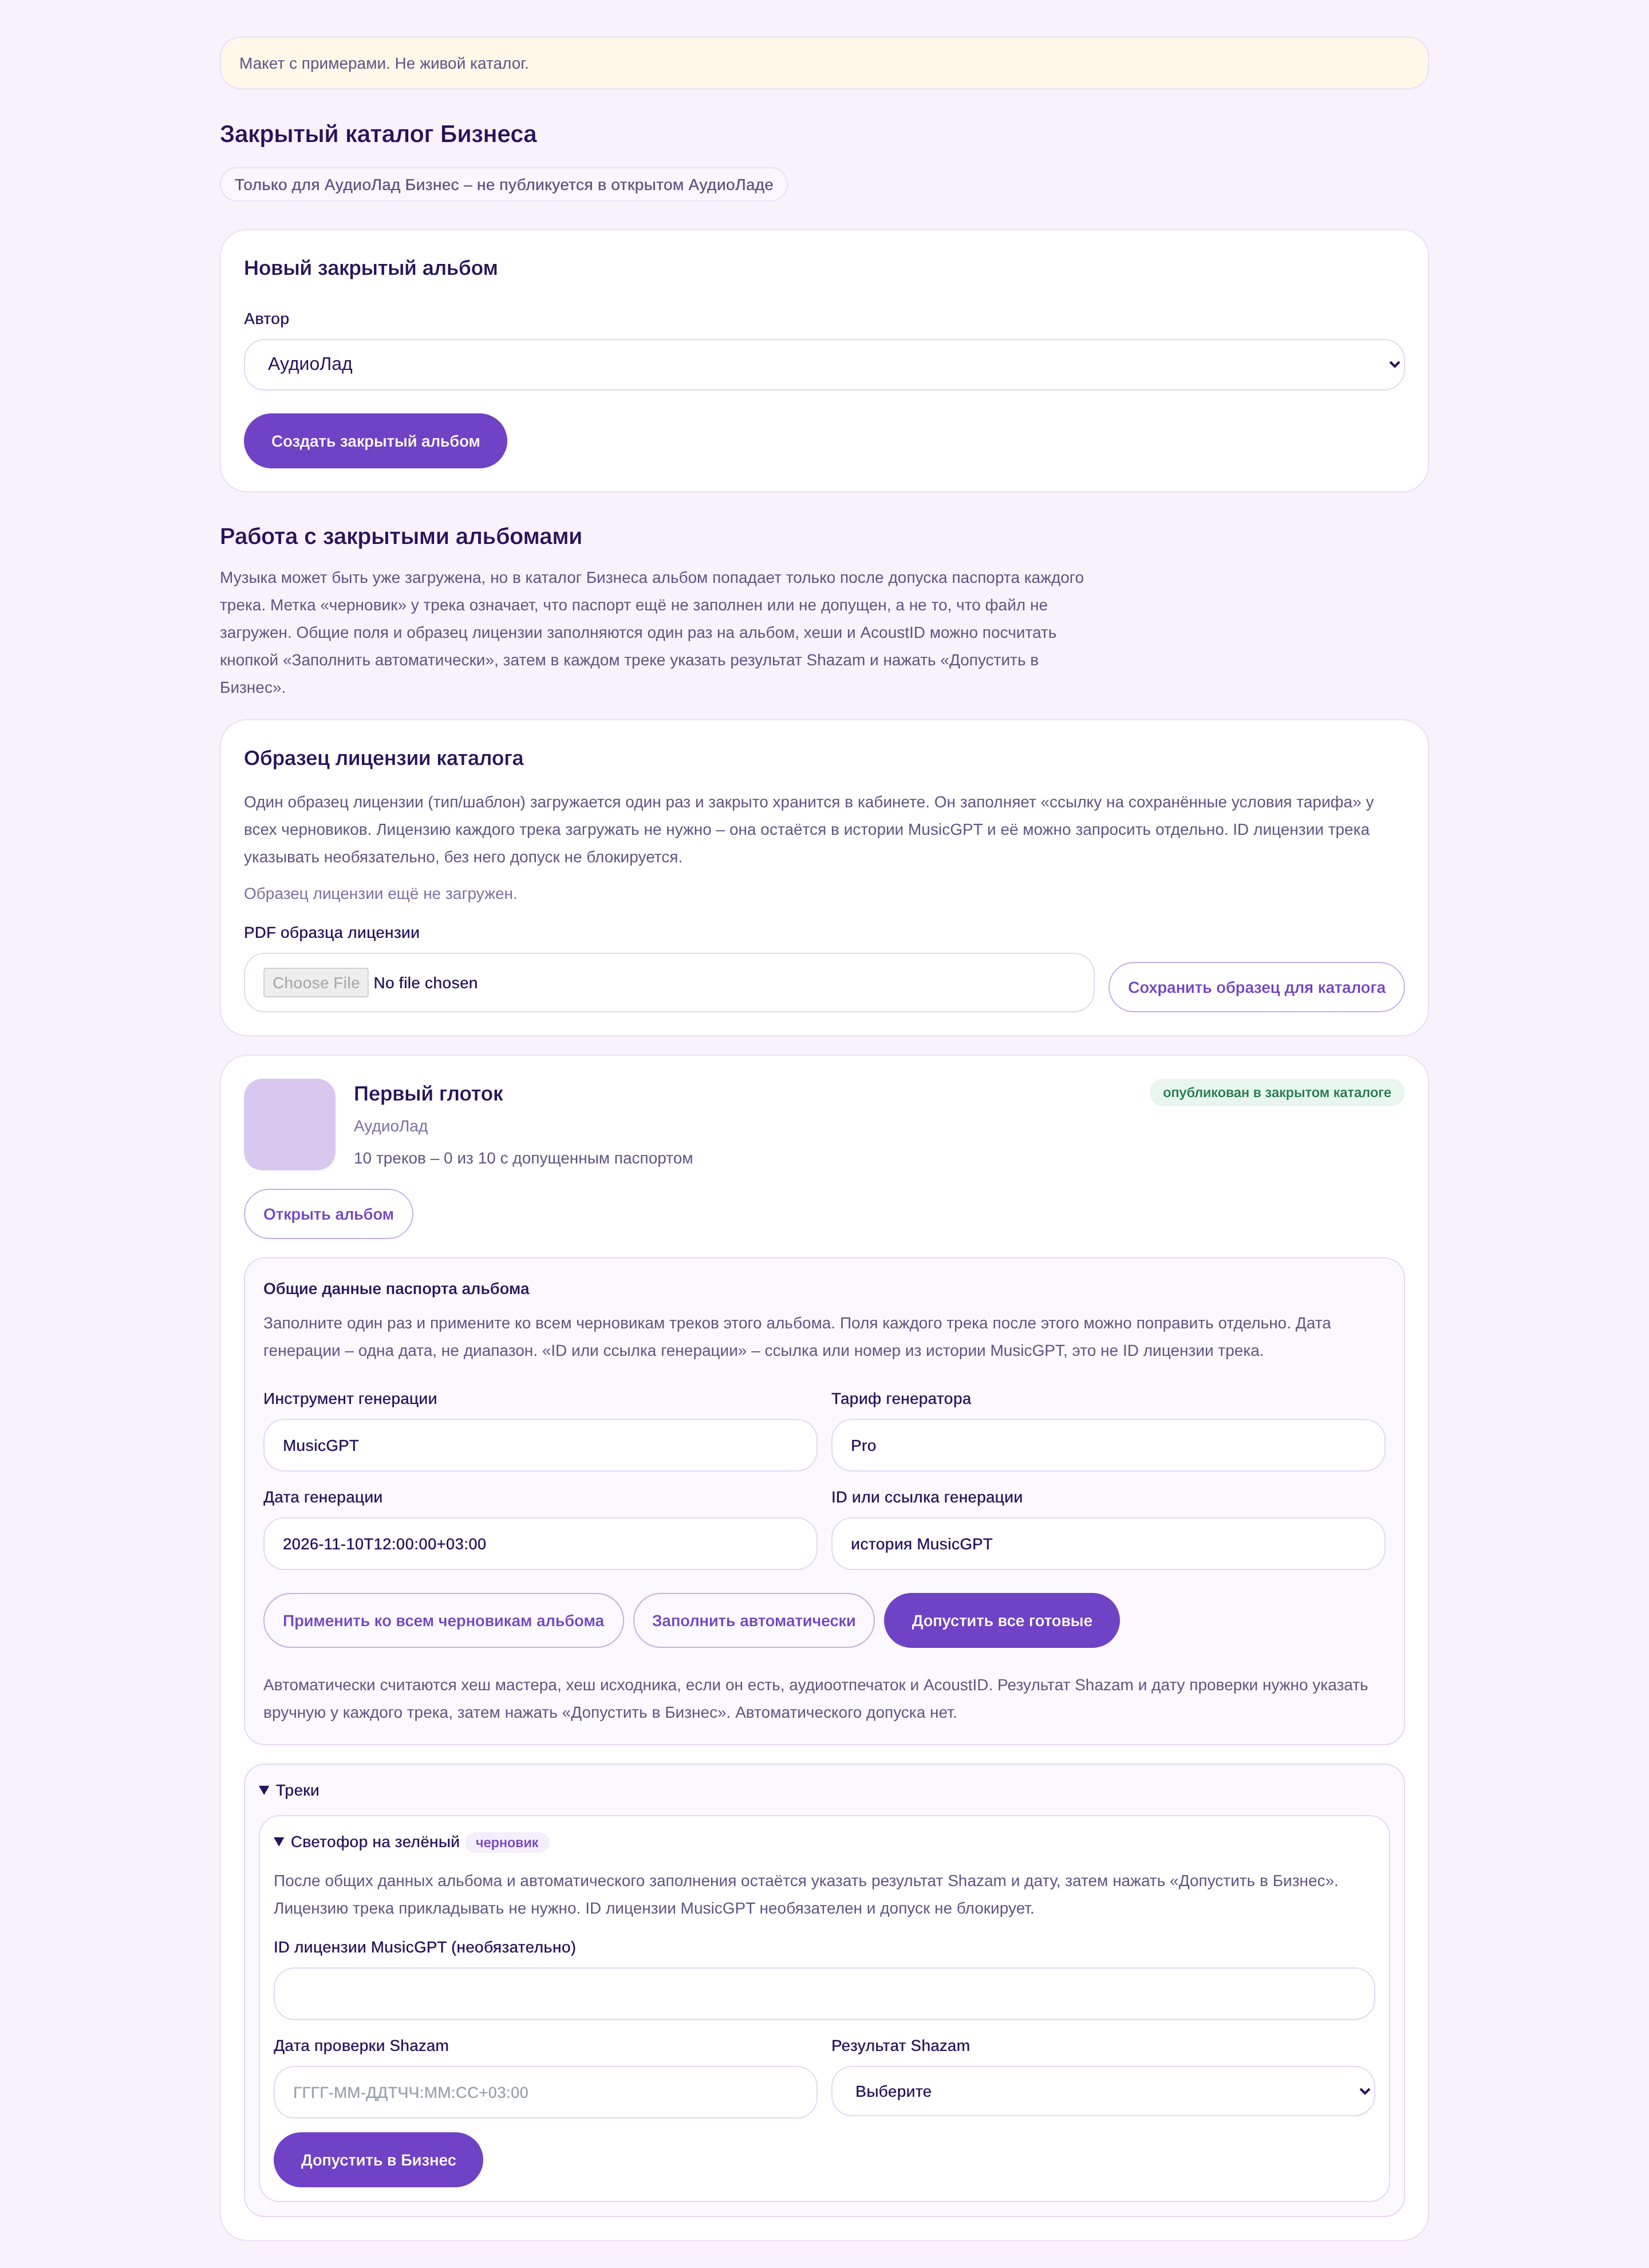 Макет с примерами. Не живой каталог.
Закрытый каталог Бизнеса
Только для АудиоЛад Бизнес – не публикуется в открытом АудиоЛаде
Новый закрытый альбом
Автор
АудиоЛад
Создать закрытый альбом
Работа с закрытыми альбомами
Музыка может быть уже загружена, но в каталог Бизнеса альбом попадает только после допуска паспорта каждого
трека. Метка «черновик» у трека означает, что паспорт ещё не заполнен или не допущен, а не то, что файл не
загружен. Общие поля и образец лицензии заполняются один раз на альбом, хеши и AcoustID можно посчитать
кнопкой «Заполнить автоматически», затем в каждом треке указать результат Shazam и нажать «Допустить в
Бизнес».
Образец лицензии каталога
Один образец лицензии (тип/шаблон) загружается один раз и закрыто хранится в кабинете. Он заполняет «ссылку на сохранённые условия тарифа» у
всех черновиков. Лицензию каждого трека загружать не нужно – она остаётся в истории MusicGPT и её можно запросить отдельно. ID лицензии трека
указывать необязательно, без него допуск не блокируется.
Образец лицензии ещё не загружен.
PDF образца лицензии
Choose File No file chosen
Сохранить образец для каталога
Первый глоток
опубликован в закрытом каталоге
АудиоЛад
10 треков – 0 из 10 с допущенным паспортом
Открыть альбом
Общие данные паспорта альбома
Заполните один раз и примените ко всем черновикам треков этого альбома. Поля каждого трека после этого можно поправить отдельно. Дата
генерации – одна дата, не диапазон. «ID или ссылка генерации» – ссылка или номер из истории MusicGPT, это не ID лицензии трека.
Инструмент генерации
Тариф генератора
MusicGPT
Pro
Дата генерации
ID или ссылка генерации
2026-11-10T12:00:00+03:00
история MusicGPT
Применить ко всем черновикам альбома
Заполнить автоматически
Допустить все готовые
Автоматически считаются хеш мастера, хеш исходника, если он есть, аудиоотпечаток и AcoustID. Результат Shazam и дату проверки нужно указать
вручную у каждого трека, затем нажать «Допустить в Бизнес». Автоматического допуска нет.
Треки
Светофор на зелёный черновик
После общих данных альбома и автоматического заполнения остаётся указать результат Shazam и дату, затем нажать «Допустить в Бизнес».
Лицензию трека прикладывать не нужно. ID лицензии MusicGPT необязателен и допуск не блокирует.
ID лицензии MusicGPT (необязательно)
Дата проверки Shazam
Результат Shazam
ГГГГ-ММ-ДДТЧЧ:ММ:СС+03:00
Выберите
Допустить в Бизнес